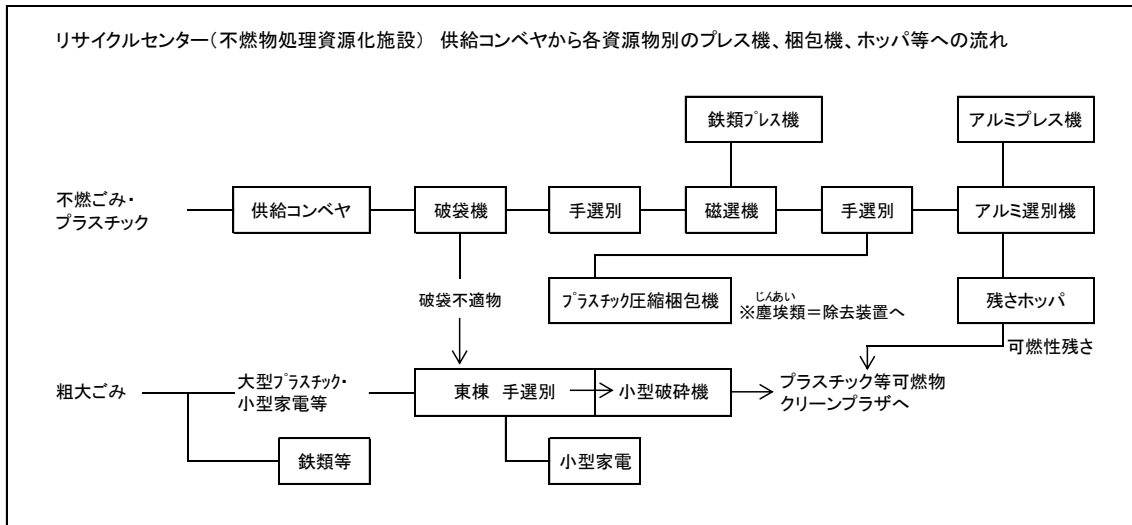 リサイクルセンター(不燃物処理資源化施設) 供給コンベヤから各資源物別のプレス機、梱包機、ホッパ等への流れ
鉄類プレス機
アルミプレス機
不燃ごみ・
プラスチック
供給コンベヤ
破袋機
手選別
磁選機
手選別
アルミ選別機
破袋不適物
プラスチック圧縮梱包機
じんあい
※塵埃類=除去装置へ
残さホッパ
可燃性残さ
粗大ごみ
大型プラスチック・
小型家電等
東棟 手選別
小型破砕機
プラスチック等可燃物
クリーンプラザへ
鉄類等
小型家電